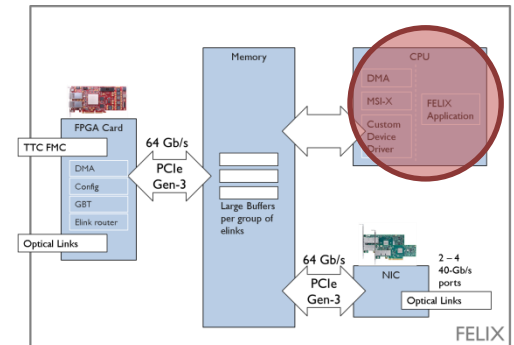 Memory
CPU
DMA
MSI-X
Custom
Device
Driver
FELIX
Application
FPGA Card
TTC FMC
DMA
Config
GBT
Elink router
Optical Links
64 Gb/s
PCIe
Gen-3
Large Buffers
per group of
elinks
64 Gb/s
PCIe
Gen-3
NIC
2 – 4
40-Gb/s
ports
Optical Links
FELIX